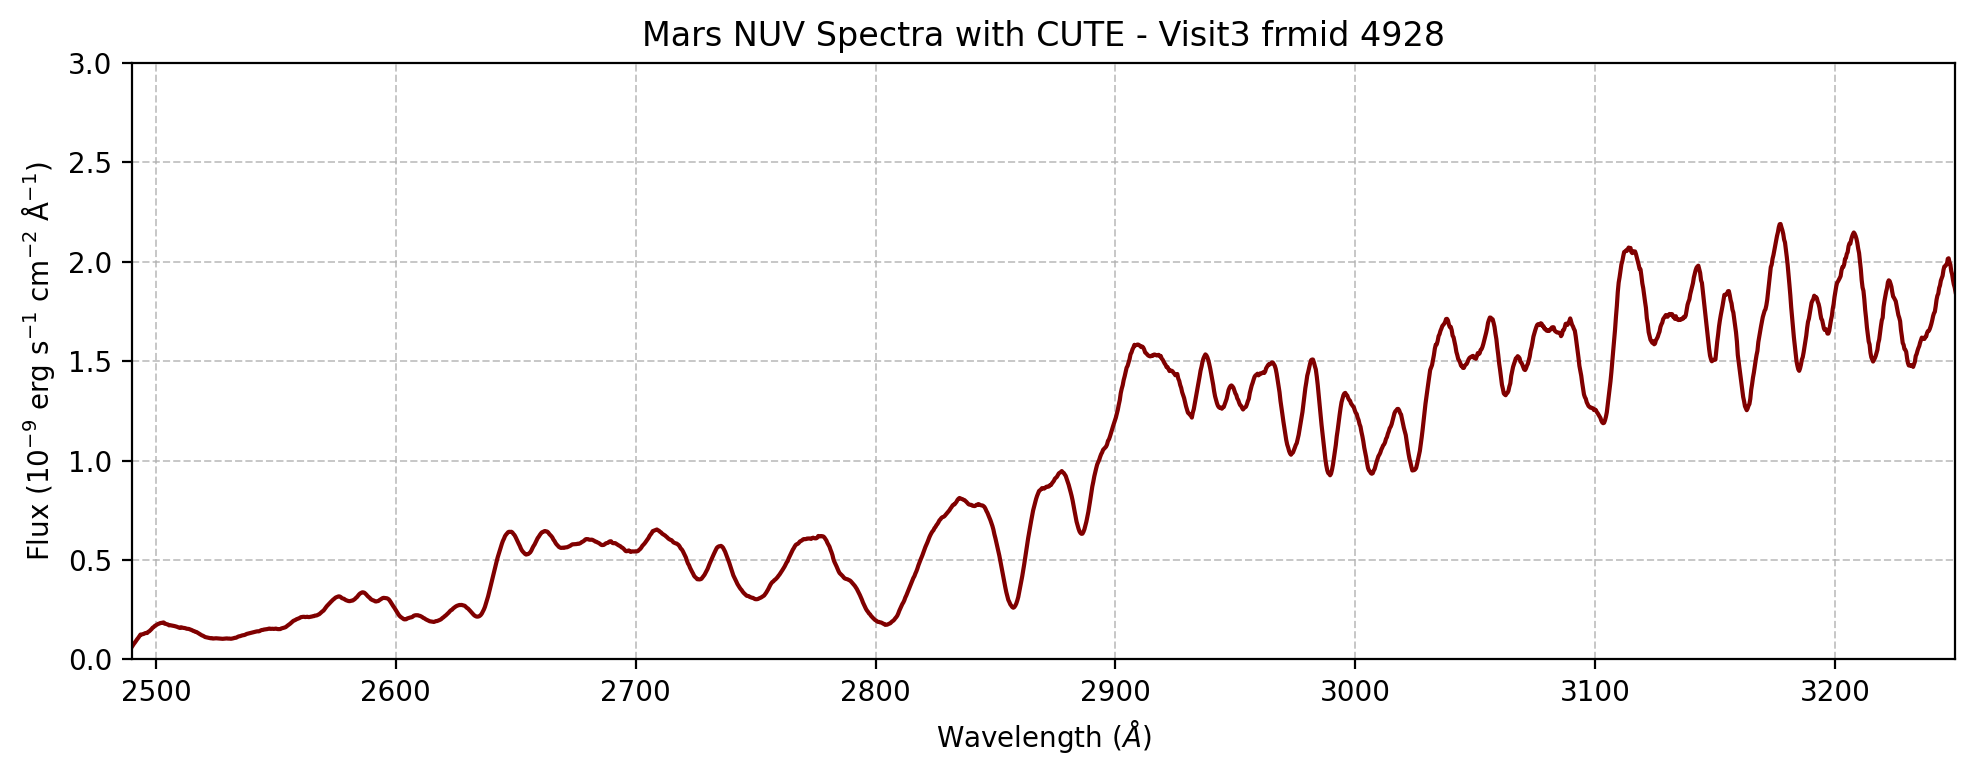 Mars NUV Spectra with CUTE - Visit3 frmid 4928
3.0
2.5
2.0
1.5
1.0
0.5
0.0
Flux (10⁻⁹ erg s⁻¹ cm⁻² Å⁻¹)
2500 2600 2700 2800 2900 3000 3100 3200
Wavelength (Å)